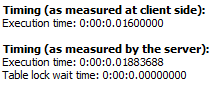 Timing (as measured at client side):
Execution time: 0:00:0.01600000
Timing (as measured by the server):
Execution time: 0:00:0.01883688
Table lock wait time: 0:00:0.00000000